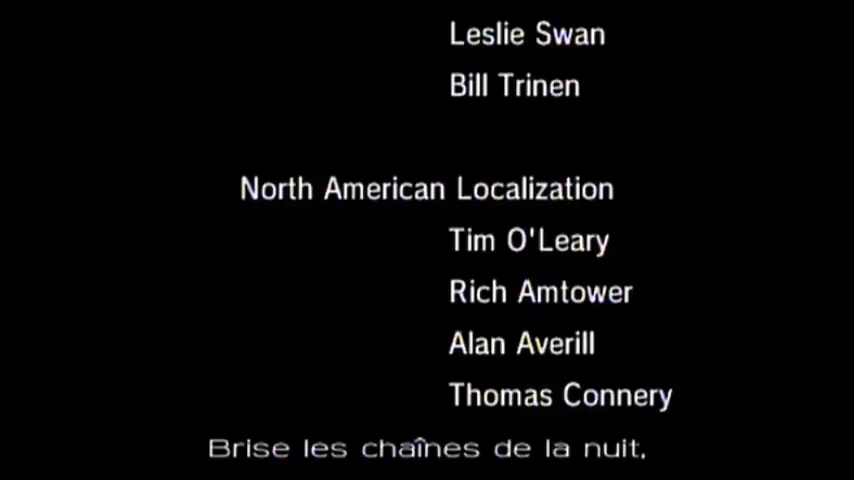 Leslie Swan
Bill Trinen
North American Localization
Tim O'Leary
Rich Amtower
Alan Averill
Thomas Connery
Brise les chaînes de la nuit,